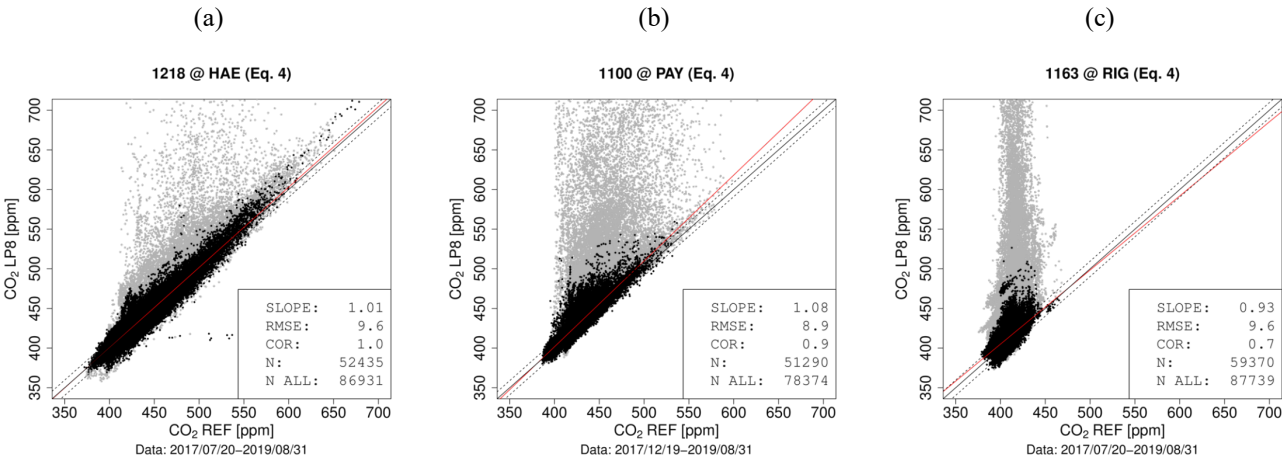 (a)
1218 @ HAE (Eq. 4)
CO₂ LP8 [ppm]
700
650
600
550
500
450
400
350
SLOPE: 1.01
RMSE: 9.6
COR: 1.0
N: 52435
N ALL: 86931
350 400 450 500 550 600 650 700
CO₂ REF [ppm]
Data: 2017/07/20–2019/08/31
(b)
1100 @ PAY (Eq. 4)
CO₂ LP8 [ppm]
700
650
600
550
500
450
400
350
SLOPE: 1.08
RMSE: 8.9
COR: 0.9
N: 51290
N ALL: 78374
350 400 450 500 550 600 650 700
CO₂ REF [ppm]
Data: 2017/12/19–2019/08/31
(c)
1163 @ RIG (Eq. 4)
CO₂ LP8 [ppm]
700
650
600
550
500
450
400
350
SLOPE: 0.93
RMSE: 9.6
COR: 0.7
N: 59370
N ALL: 87739
350 400 450 500 550 600 650 700
CO₂ REF [ppm]
Data: 2017/07/20–2019/08/31